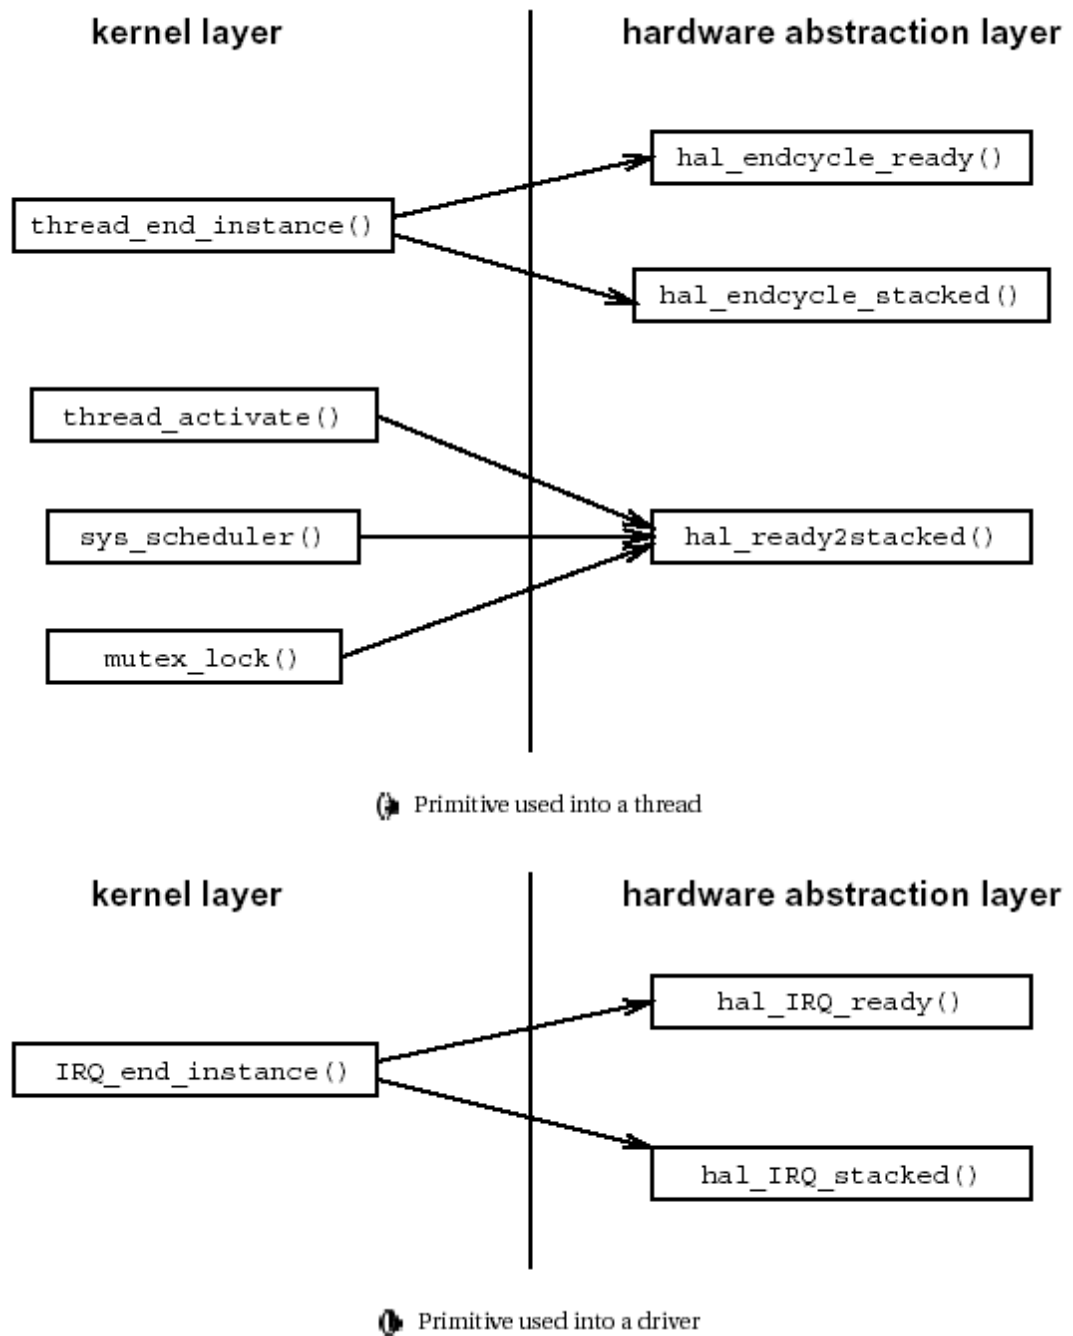 kernel layer
hardware abstraction layer
hal_endcycle_ready()
thread_end_instance()
hal_endcycle_stacked()
thread_activate()
sys_scheduler()
hal_ready2stacked()
mutex_lock()
Primitive used into a thread
kernel layer
hardware abstraction layer
hal_IRQ_ready()
IRQ_end_instance()
hal_IRQ_stacked()
Primitive used into a driver